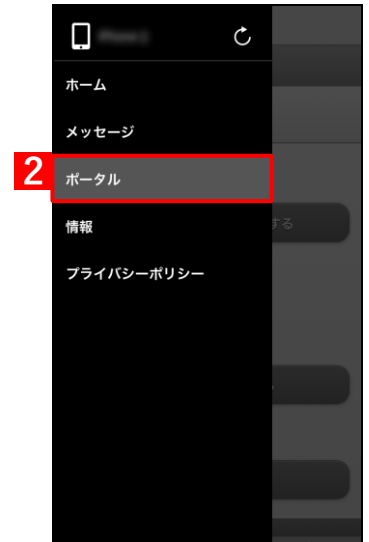 ホーム
メッセージ
2
ポータル
情報
する
プライバシーポリシー